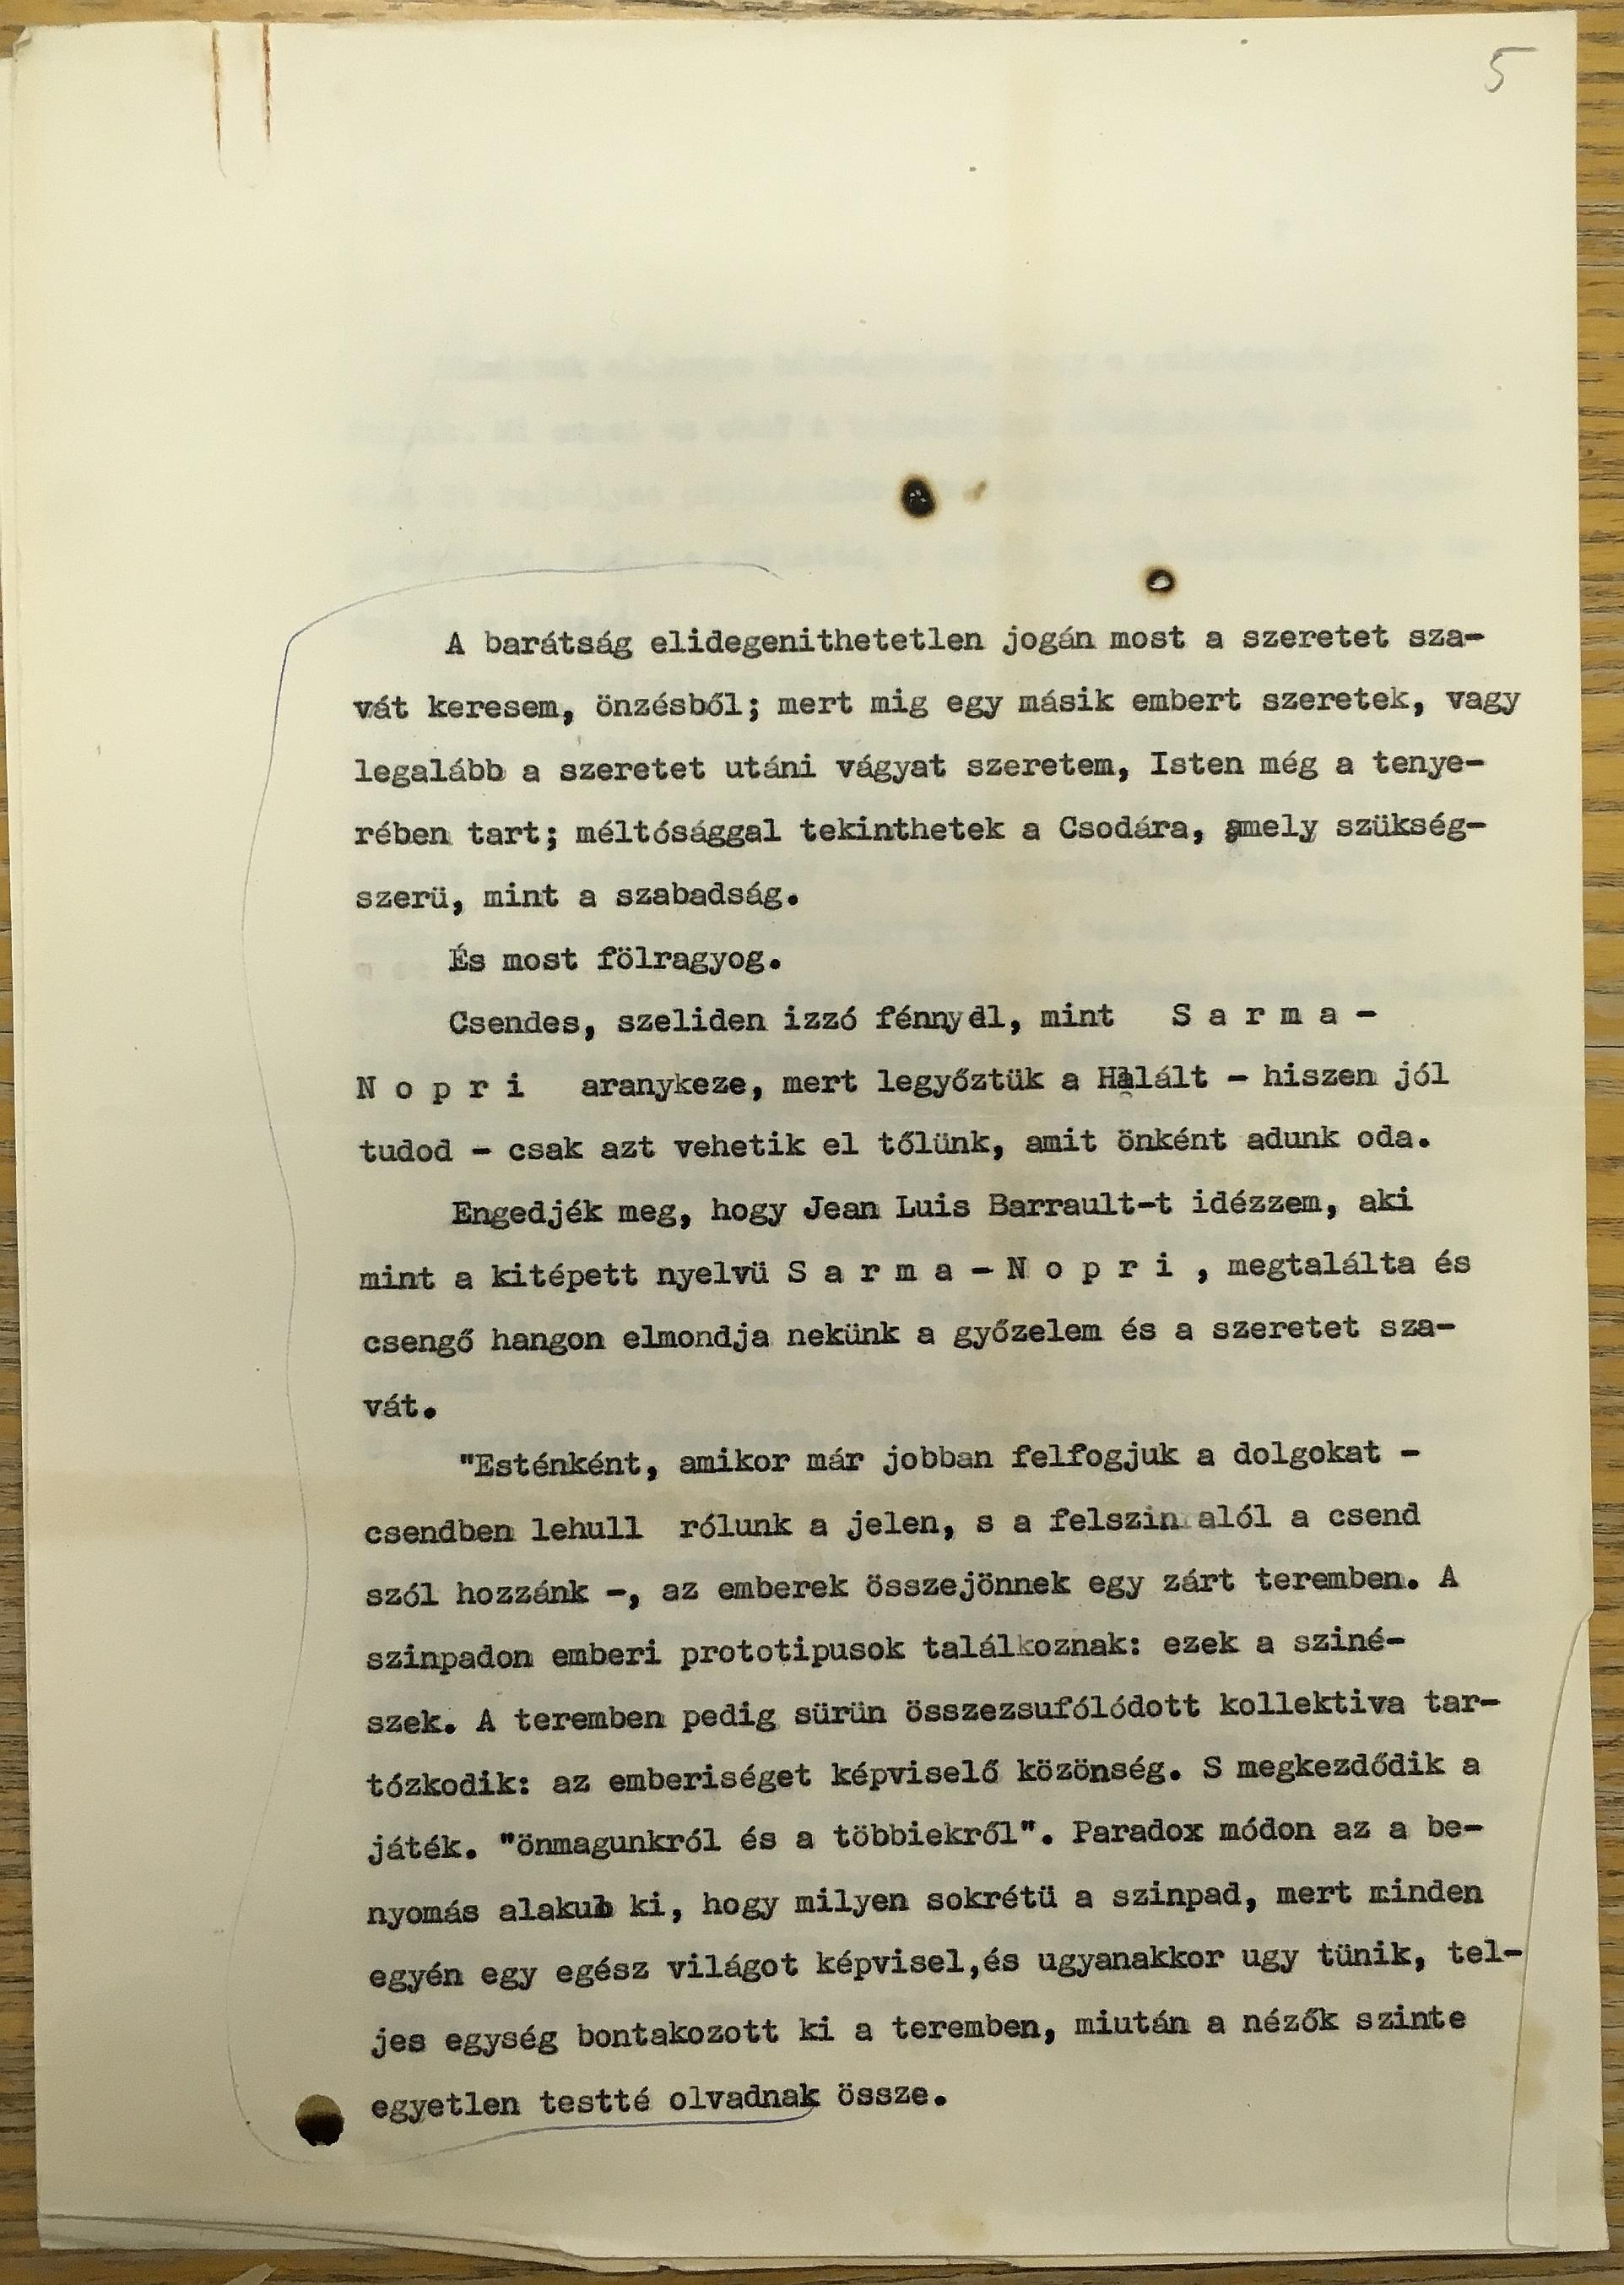 5
A barátság elidegenithetetlen jogán most a szeretet sza-
vát keresem, önzésből; mert mig egy másik embert szeretek, vagy
legalább a szeretet utáni vágyat szeretem, Isten még a tenye-
rében tart; méltósággal tekinthetek a Csodára, amely szükség-
szerü, mint a szabadság.
És most fölragyog.
Csendes, szeliden izzó fénnyel, mint S a r m a -
N o p r i aranykeze, mert legyőztük a Halált - hiszen jól
tudod - csak azt vehetik el tőlünk, amit önként adunk oda.
Engedjék meg, hogy Jean Luis Barrault-t idézzem, aki
mint a kitépett nyelvü S a r m a - N o p r i , megtalálta és
csengő hangon elmondja nekünk a győzelem és a szeretet sza-
vát.
"Esténként, amikor már jobban felfogjuk a dolgokat -
csendben lehull rólunk a jelen, s a felszin alól a csend
szól hozzánk -, az emberek összejönnek egy zárt teremben. A
szinpadon emberi prototipusok találkoznak: ezek a sziné-
szek. A teremben pedig sürün összezsufólódott kollektiva tar-
tózkodik: az emberiséget képviselő közönség. S megkezdődik a
játék. "önmagunkról és a többiekről". Paradox módon az a be-
nyomás alakul ki, hogy milyen sokrétü a szinpad, mert minden
egyén egy egész világot képvisel,és ugyanakkor ugy tünik, tel-
jes egység bontakozott ki a teremben, miután a nézők szinte
egyetlen testté olvadnak össze.